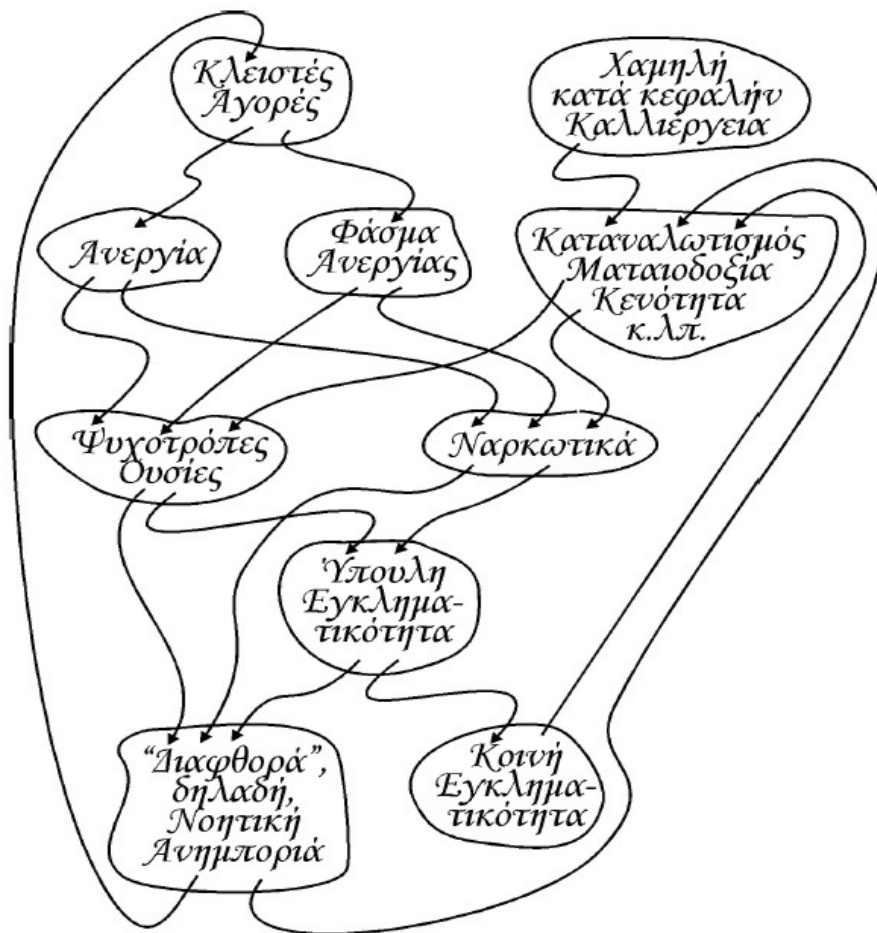 Κλειστές
Αγορές
Χαμηλή
κατά κεφαλήν
Καλλιέργεια
Ανεργία
Φάσμα
Ανεργίας
Καταναλωτισμός
Ματαιοδοξία
Κενότητα
κ.λπ.
Ψυχοτρόπες
Ουσίες
Ναρκωτικά
Ύπουλη
Εγκλημα-
τικότητα
“Διαφθορά”,
δηλαδή,
Νοητική
Ανημποριά
Κοινή
Εγκλημα-
τικότητα